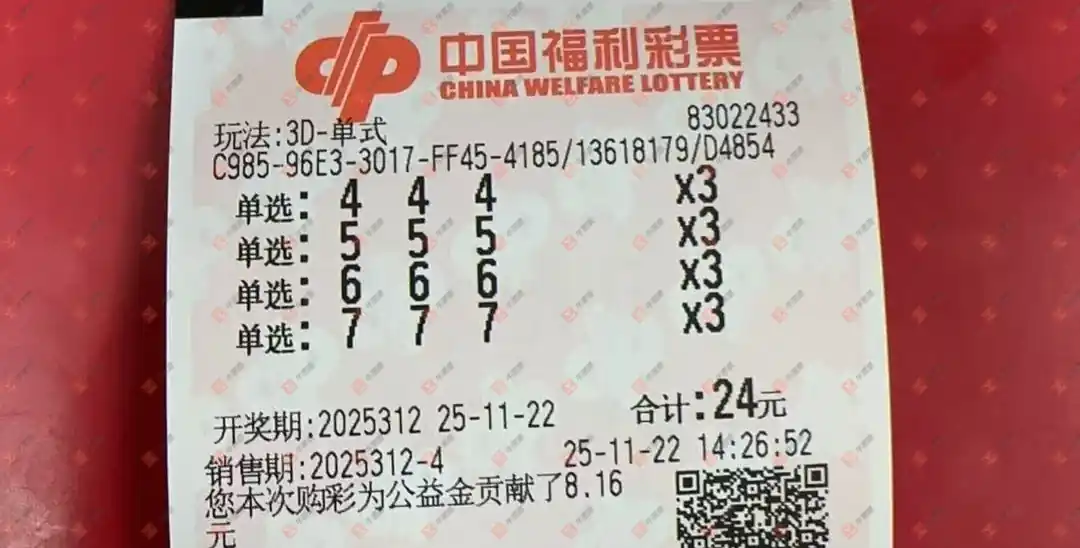 中国福利彩票
CHINA WELFARE LOTTERY
玩法:3D-单式 83022433
C985-96E3-3017-FF45-4185/13618179/D4854
单选: 4 4 4 x3
单选: 5 5 5 x3
单选: 6 6 6 x3
单选: 7 7 7 x3
开奖期:2025312 25-11-22 合计:24元
销售期:2025312-4 25-11-22 14:26:52
您本次购彩为公益金贡献了8.16
元